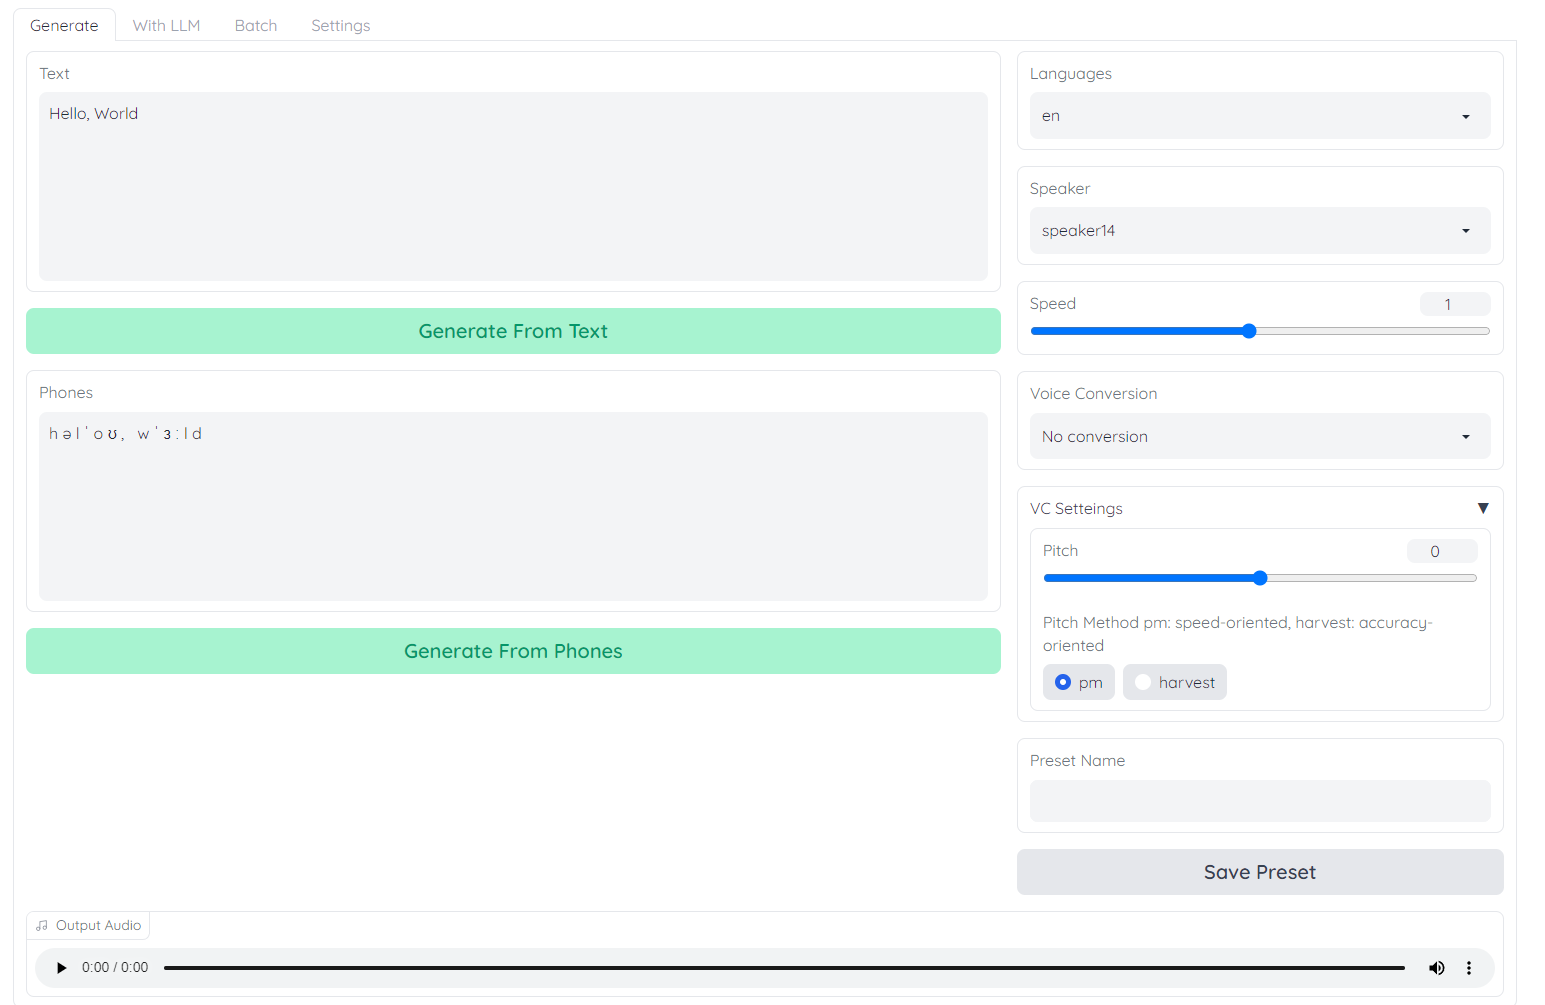 Generate With LLM Batch Settings
Text
Hello, World
Generate From Text
Phones
h ə l ˈ o ʊ , w ˈ ɜ ː l d
Generate From Phones
Languages
en
Speaker
speaker14
Speed 1
Voice Conversion
No conversion
VC Setteings ▼
Pitch 0
Pitch Method pm: speed-oriented, harvest: accuracy-
oriented
pm harvest
Preset Name
Save Preset
Output Audio
0:00 / 0:00